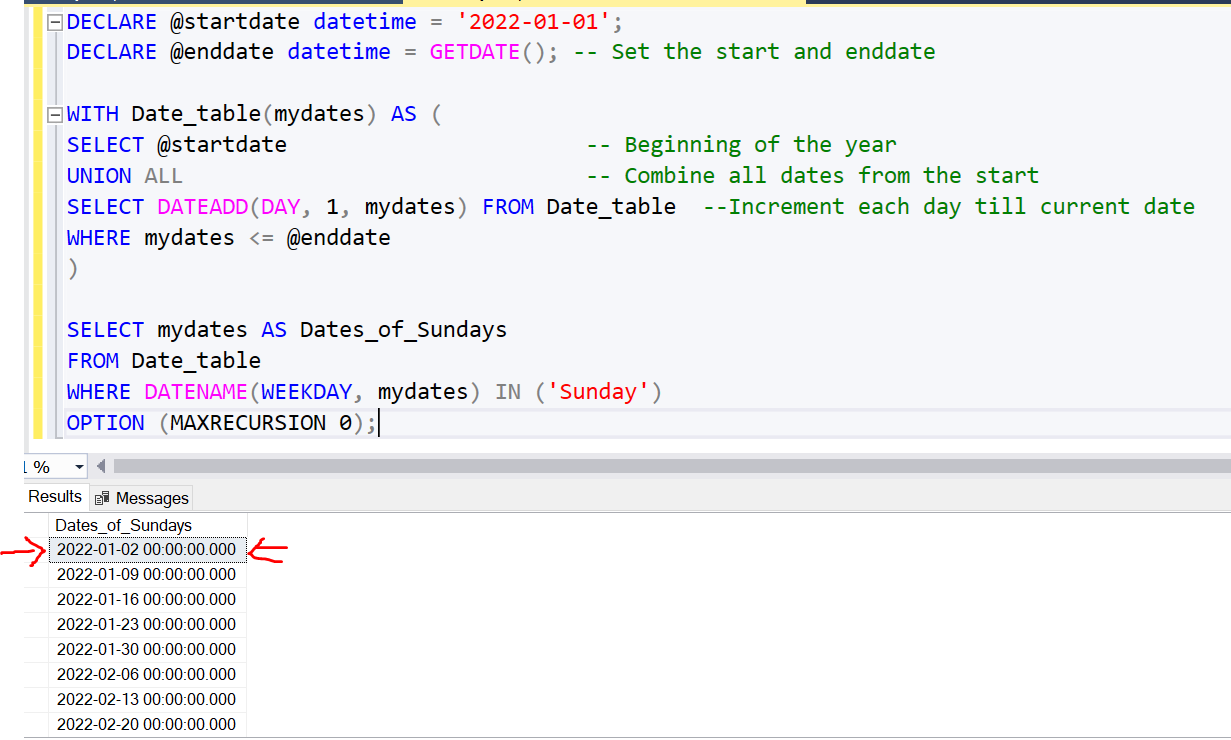 DECLARE @startdate datetime = '2022-01-01';
DECLARE @enddate datetime = GETDATE(); -- Set the start and enddate
WITH Date_table(mydates) AS (
SELECT @startdate -- Beginning of the year
UNION ALL -- Combine all dates from the start
SELECT DATEADD(DAY, 1, mydates) FROM Date_table --Increment each day till current date
WHERE mydates <= @enddate
)
SELECT mydates AS Dates_of_Sundays
FROM Date_table
WHERE DATENAME(WEEKDAY, mydates) IN ('Sunday')
OPTION (MAXRECURSION 0);
%
Results Messages
Dates_of_Sundays
2022-01-02 00:00:00.000
2022-01-09 00:00:00.000
2022-01-16 00:00:00.000
2022-01-23 00:00:00.000
2022-01-30 00:00:00.000
2022-02-06 00:00:00.000
2022-02-13 00:00:00.000
2022-02-20 00:00:00.000